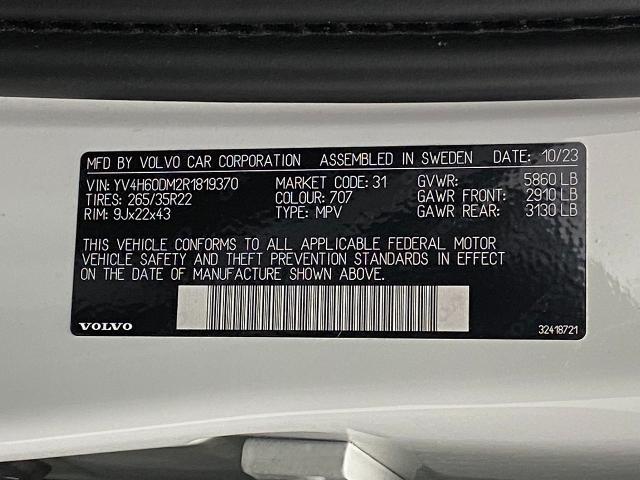 MFD BY VOLVO CAR CORPORATION ASSEMBLED IN SWEDEN DATE: 10/23
VIN: YV4H60DM2R1819370 MARKET CODE: 31 GVWR: 5860 LB
TIRES: 265/35R22 COLOUR: 707 GAWR FRONT: 2910 LB
RIM: 9Jx22x43 TYPE: MPV GAWR REAR: 3130 LB
THIS VEHICLE CONFORMS TO ALL APPLICABLE FEDERAL MOTOR
VEHICLE SAFETY AND THEFT PREVENTION STANDARDS IN EFFECT
ON THE DATE OF MANUFACTURE SHOWN ABOVE.
VOLVO 32418721